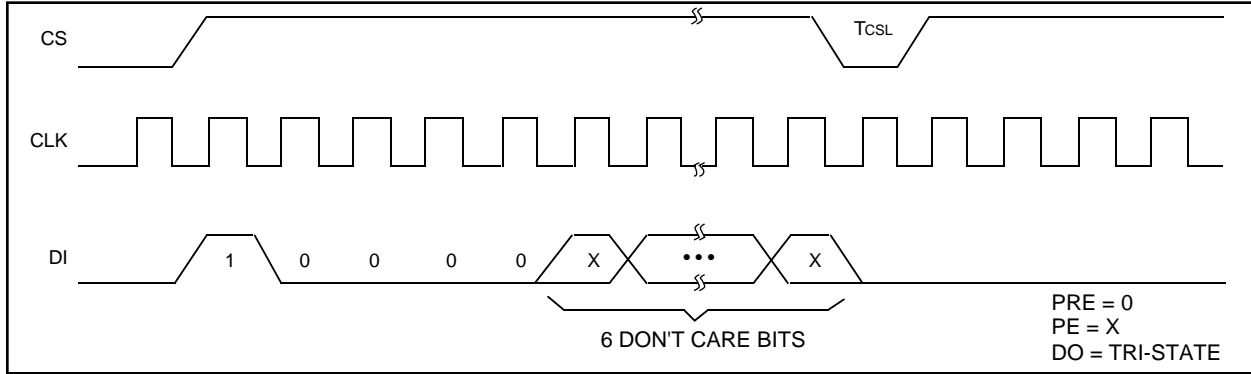 CS
TCSL
CLK
DI
1 0 0 0 0 X ••• X
6 DON'T CARE BITS
PRE = 0
PE = X
DO = TRI-STATE